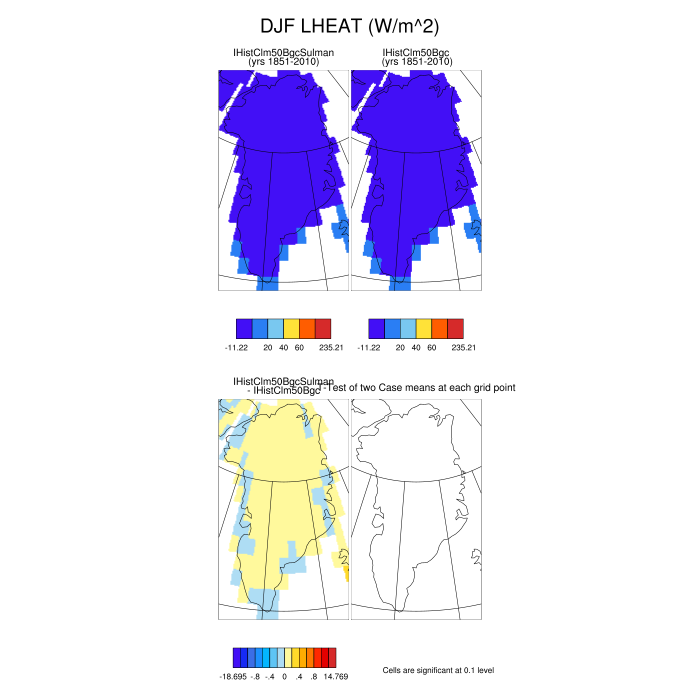 DJF LHEAT (W/m^2)
IHistClm50BgcSulman
(yrs 1851-2010)
IHistClm50Bgc
(yrs 1851-2010)
-11.22 20 40 60 235.21
-11.22 20 40 60 235.21
IHistClm50BgcSulman
- IHistClm50Bgc
T-Test of two Case means at each grid point
-18.695 -.8 -.4 0 .4 .8 14.769
Cells are significant at 0.1 level